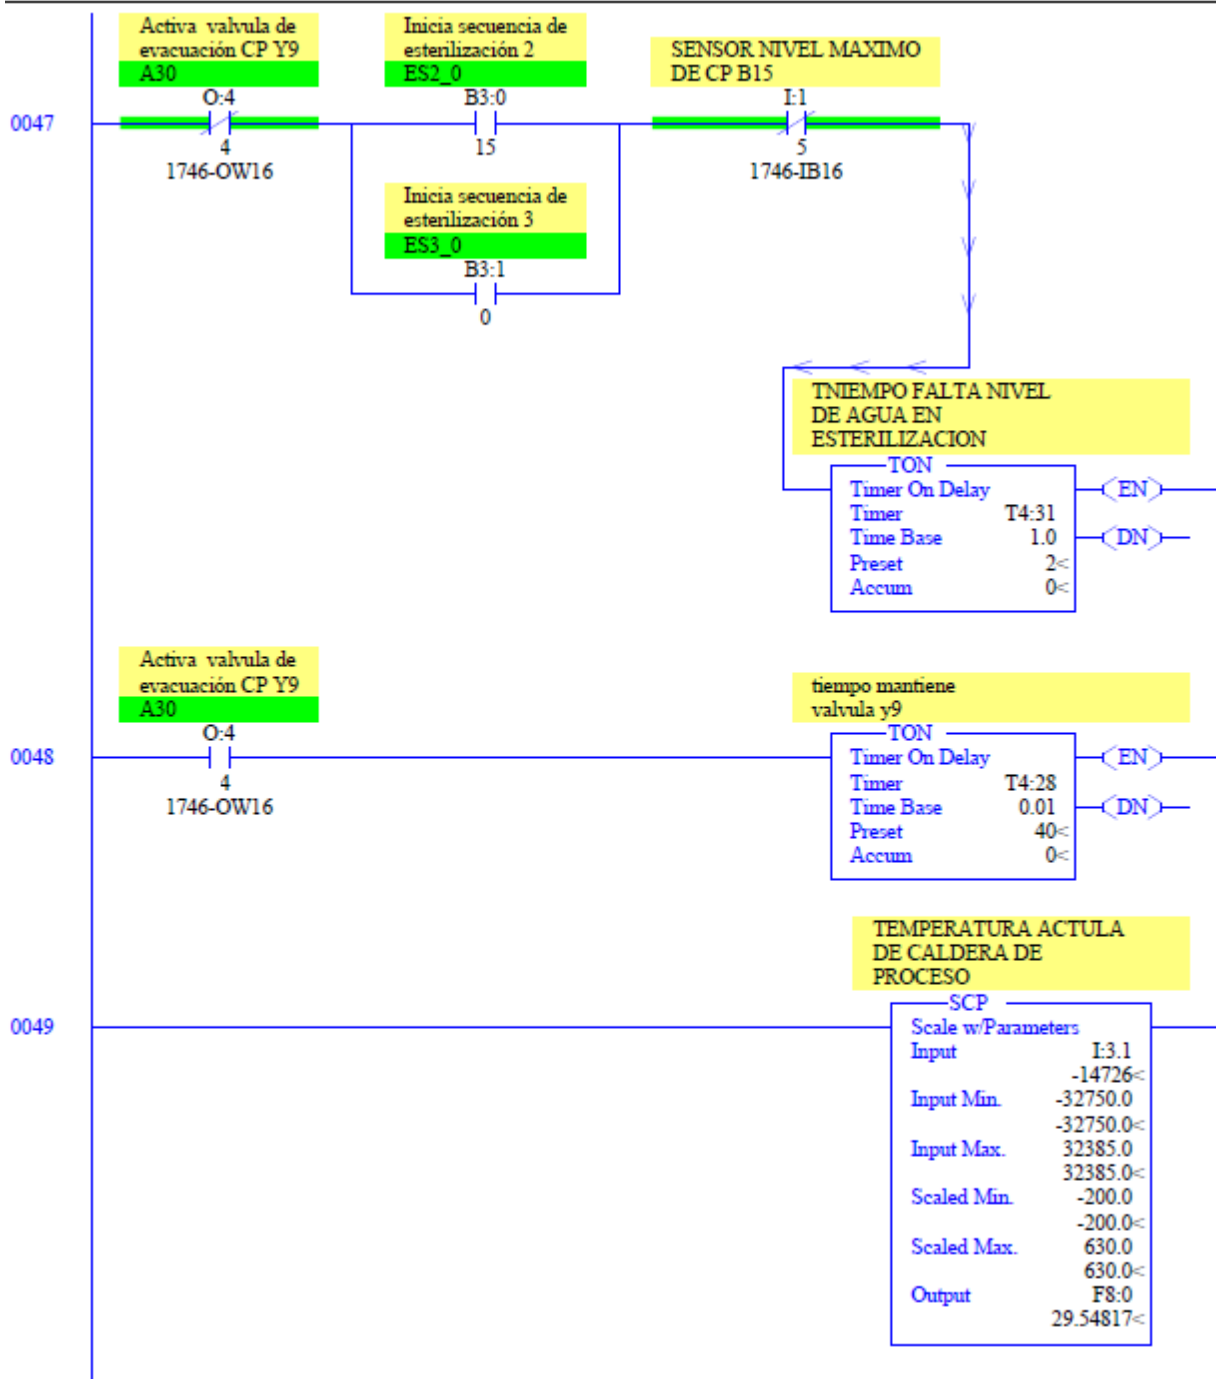 Activa valvula de
evacuación CP Y9
A30
O:4
4
1746-OW16
Inicia secuencia de
esterilización 2
ES2_0
B3:0
15
SENSOR NIVEL MAXIMO
DE CP B15
I:1
5
1746-IB16
0047
Inicia secuencia de
esterilización 3
ES3_0
B3:1
0
TNIEMPO FALTA NIVEL
DE AGUA EN
ESTERILIZACION
TON
Timer On Delay
Timer T4:31
Time Base 1.0
Preset 2<
Accum 0<
EN
DN
Activa valvula de
evacuación CP Y9
A30
O:4
0048
4
1746-OW16
tiempo mantiene
valvula y9
TON
Timer On Delay
Timer T4:28
Time Base 0.01
Preset 40<
Accum 0<
EN
DN
TEMPERATURA ACTULA
DE CALDERA DE
PROCESO
0049
SCP
Scale w/Parameters
Input I:3.1
-14726<
Input Min. -32750.0
-32750.0<
Input Max. 32385.0
32385.0<
Scaled Min. -200.0
-200.0<
Scaled Max. 630.0
630.0<
Output F8:0
29.54817<